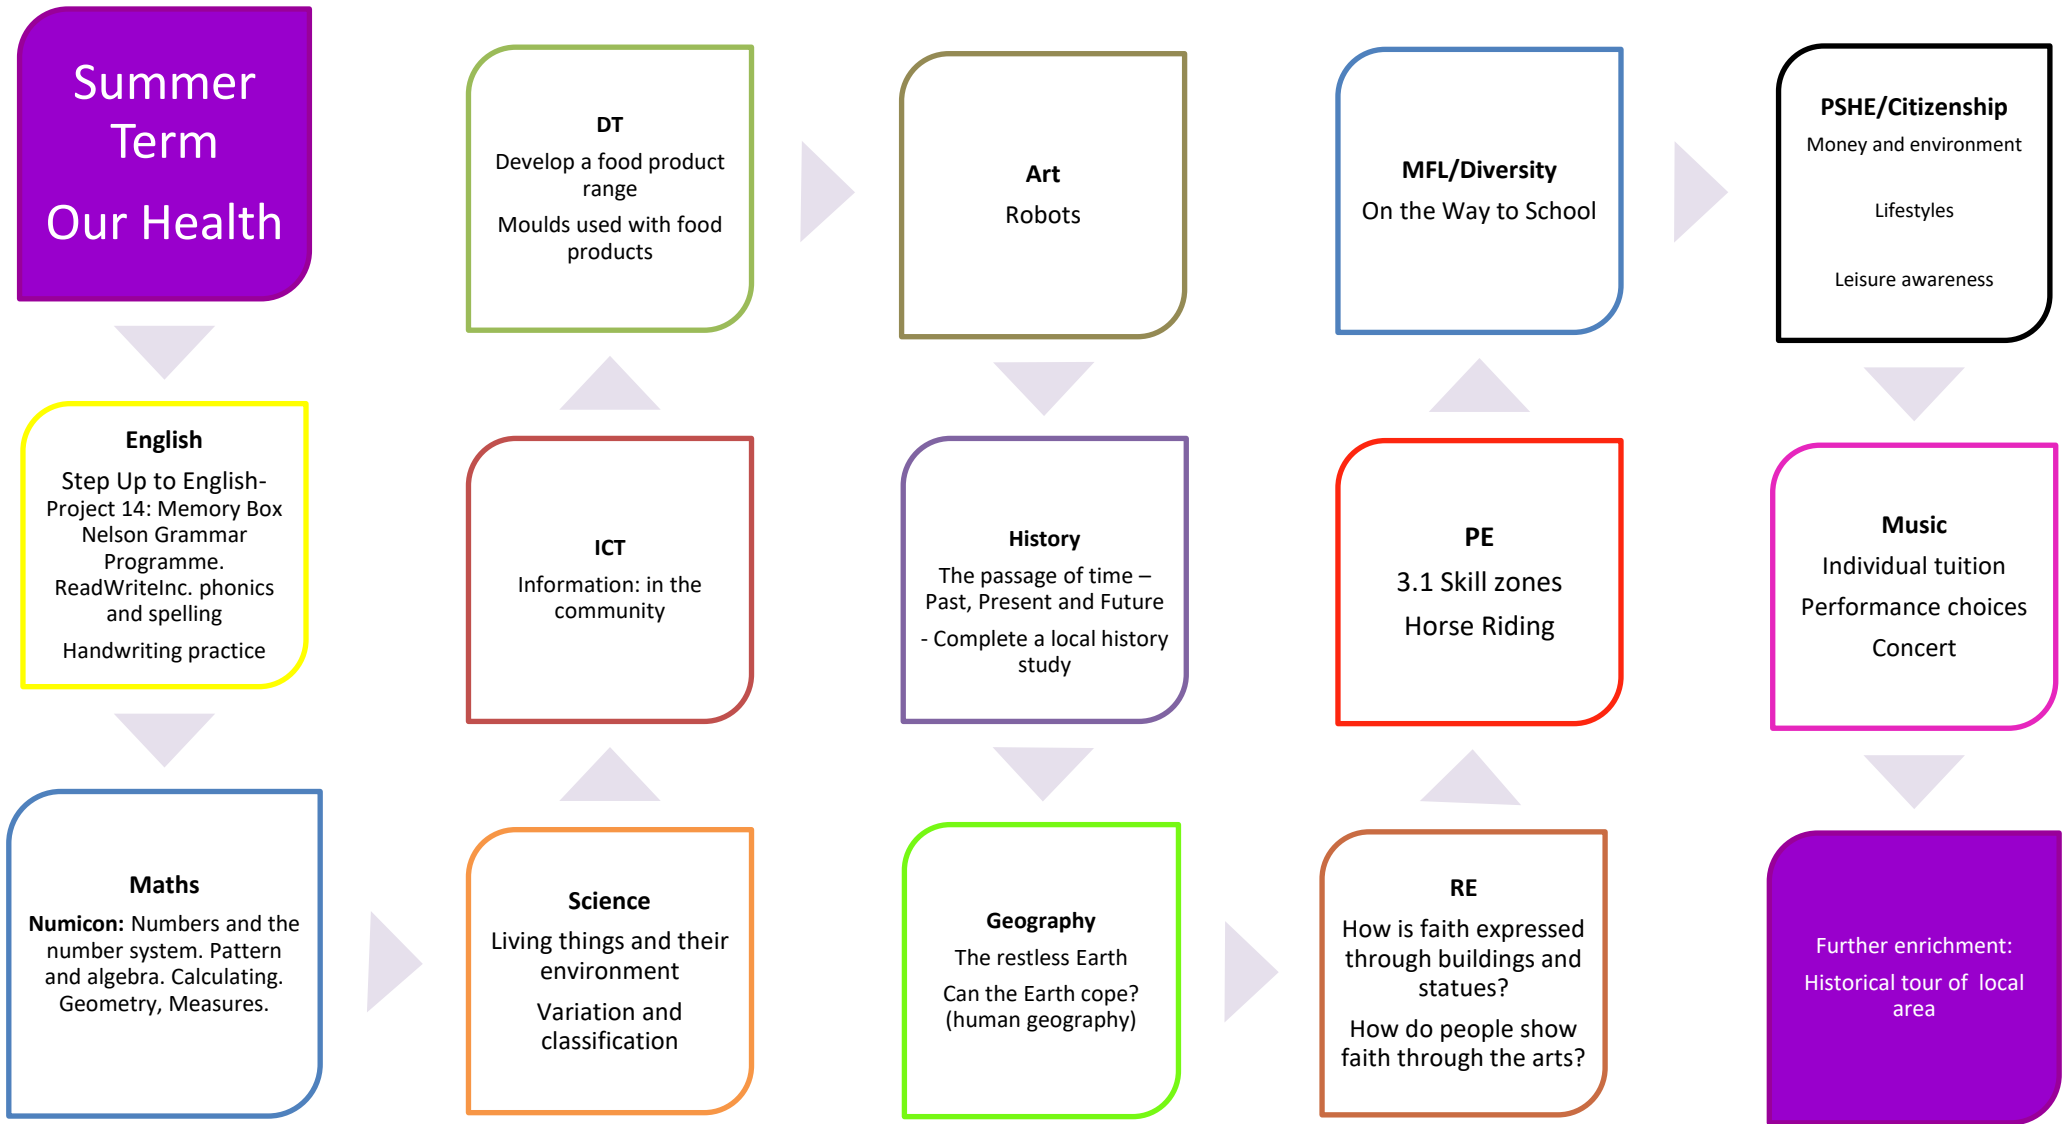 Summer
Term
Our Health
English
Step Up to English-
Project 14: Memory Box
Nelson Grammar
Programme.
ReadWriteInc. phonics
and spelling
Handwriting practice
Maths
Numicon: Numbers and the
number system. Pattern
and algebra. Calculating.
Geometry, Measures.
Science
Living things and their
environment
Variation and
classification
ICT
Information: in the
community
DT
Develop a food product
range
Moulds used with food
products
Art
Robots
History
The passage of time –
Past, Present and Future
- Complete a local history
study
Geography
The restless Earth
Can the Earth cope?
(human geography)
RE
How is faith expressed
through buildings and
statues?
How do people show
faith through the arts?
PE
3.1 Skill zones
Horse Riding
MFL/Diversity
On the Way to School
PSHE/Citizenship
Money and environment
Lifestyles
Leisure awareness
Music
Individual tuition
Performance choices
Concert
Further enrichment:
Historical tour of  local
area